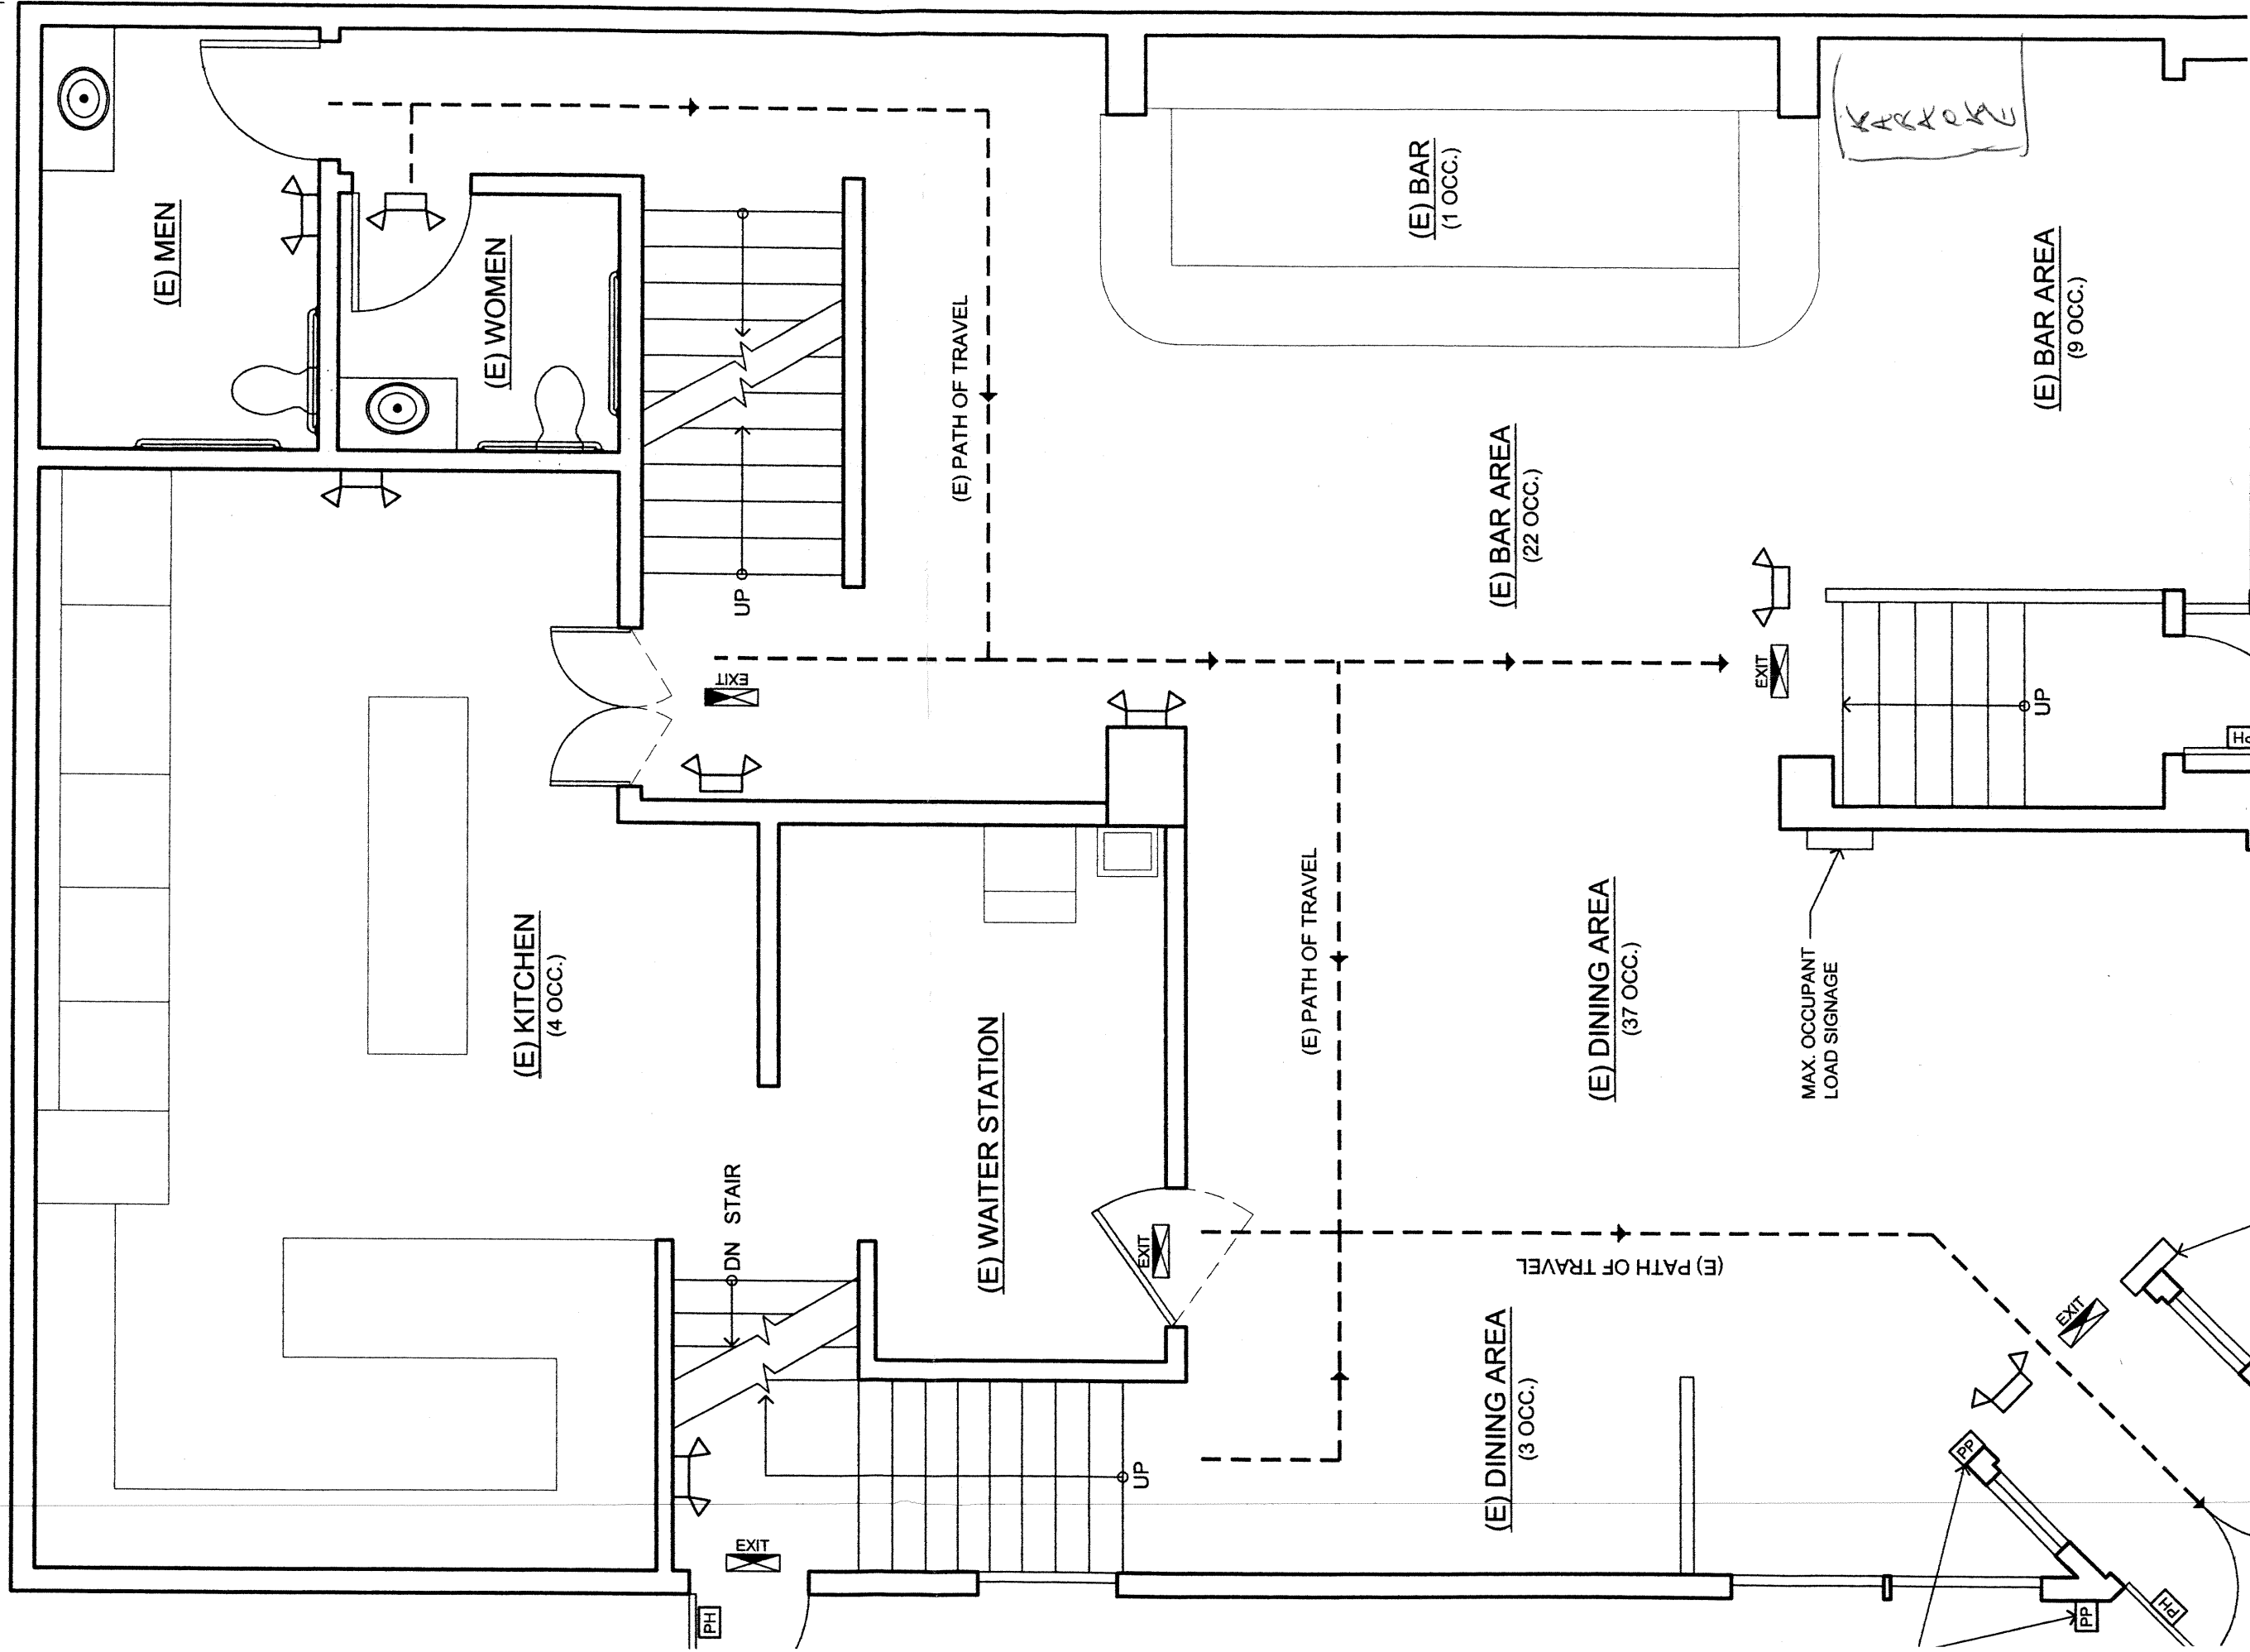 (E) MEN
(E) WOMEN
UP
(E) PATH OF TRAVEL
(E) BAR
(1 OCC.)
(E) BAR AREA
(22 OCC.)
(E) BAR AREA
(9 OCC.)
EXIT
EXIT
UP
(E) KITCHEN
(4 OCC.)
(E) WAITER STATION
DN STAIR
(E) PATH OF TRAVEL
(E) DINING AREA
(37 OCC.)
MAX. OCCUPANT
LOAD SIGNAGE
EXIT
(E) PATH OF TRAVEL
(E) DINING AREA
(3 OCC.)
UP
EXIT
EXIT
PH
PP
PP
PH